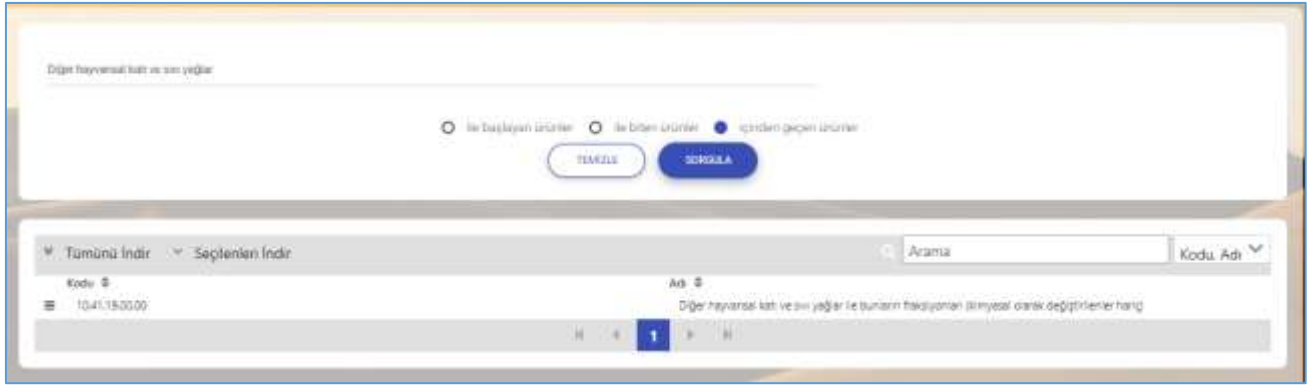 Diğer hayvansal katı ve sıvı yağlar
ile başlayan ürünler ile biten ürünler içinden geçen ürünler
TEMİZLE SORGULA
Tümünü İndir Seçilenleri İndir Arama Kodu, Adı
Kodu Adı
10.41.19.00.00 Diğer hayvansal katı ve sıvı yağlar ile bunların fraksiyonları (kimyasal olarak değiştirilenler hariç)
1